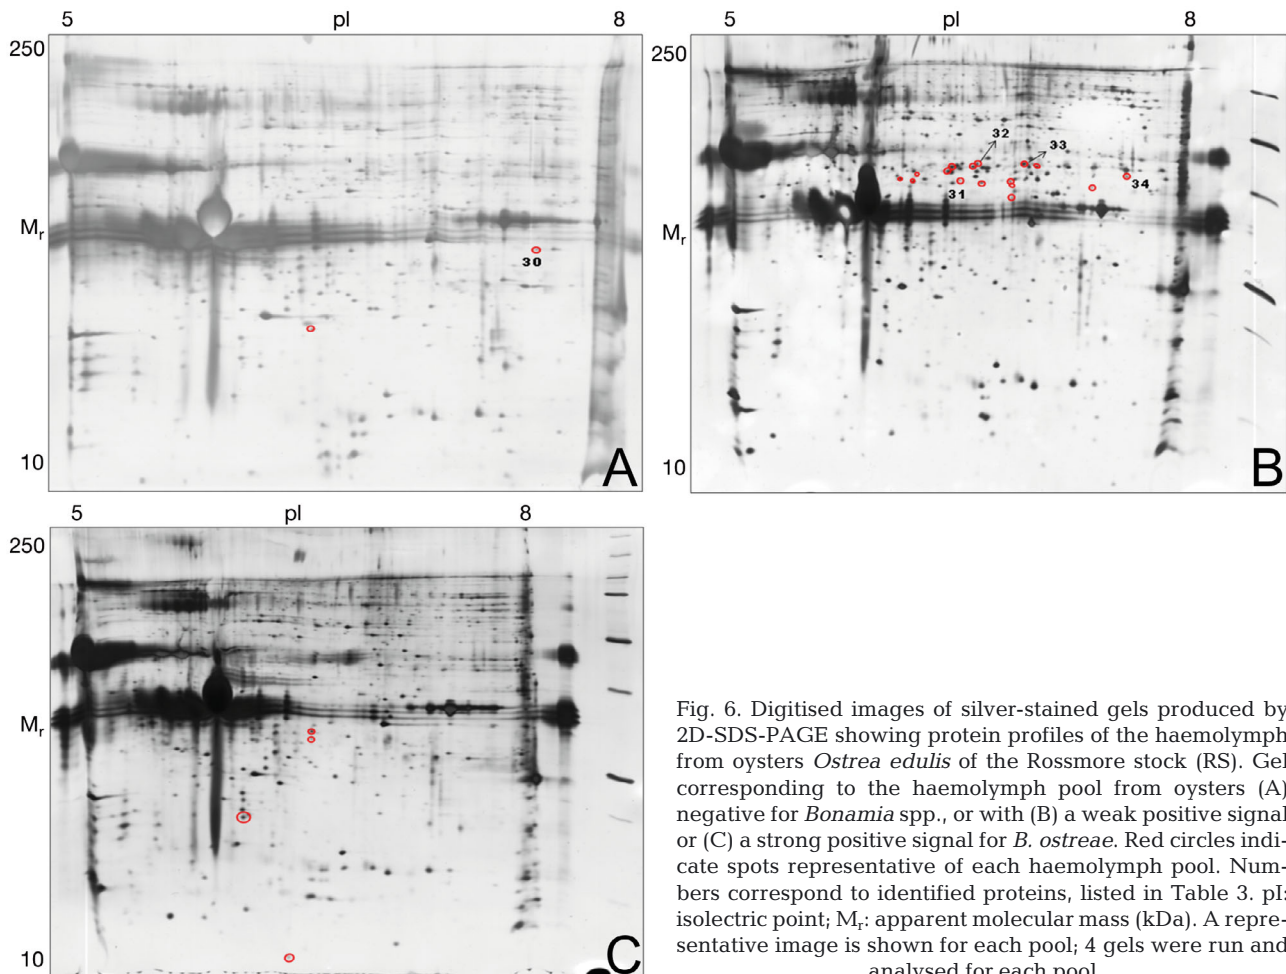 5 pI 8
250
Mr
30
10
A
5 pI 8
250
32
33
34
31
Mr
10
B
5 pI 8
250
Mr
10
C
Fig. 6. Digitised images of silver-stained gels produced by
2D-SDS-PAGE showing protein profiles of the haemolymph
from oysters Ostrea edulis of the Rossmore stock (RS). Gel
corresponding to the haemolymph pool from oysters (A)
negative for Bonamia spp., or with (B) a weak positive signal
or (C) a strong positive signal for B. ostreae. Red circles indi-
cate spots representative of each haemolymph pool. Num-
bers correspond to identified proteins, listed in Table 3. pI:
isolectric point; Mr: apparent molecular mass (kDa). A repre-
sentative image is shown for each pool; 4 gels were run and
analysed for each pool